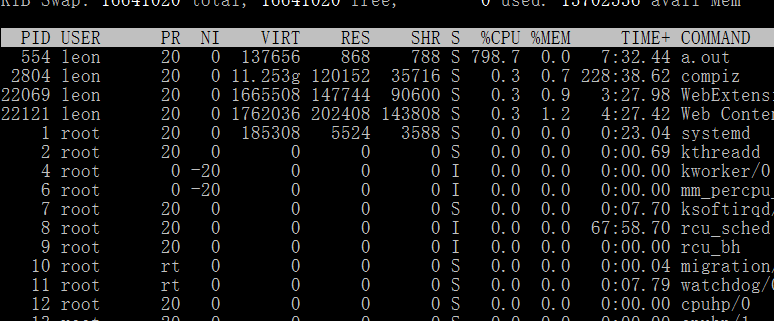 KiB Swap: 16641020 total, 16641020 free, 0 used. 13702336 avail Mem
PID USER PR NI VIRT RES SHR S %CPU %MEM TIME+ COMMAND
554 leon 20 0 137656 868 788 S 798.7 0.0 7:32.44 a.out
2804 leon 20 0 11.253g 120152 35716 S 0.3 0.7 228:38.62 compiz
22069 leon 20 0 1665508 147744 90600 S 0.3 0.9 3:27.98 WebExtensi
22121 leon 20 0 1762036 202408 143808 S 0.3 1.2 4:27.42 Web Conten
1 root 20 0 185308 5524 3588 S 0.0 0.0 0:23.04 systemd
2 root 20 0 0 0 0 S 0.0 0.0 0:00.69 kthreadd
4 root 0 -20 0 0 0 I 0.0 0.0 0:00.00 kworker/0
6 root 0 -20 0 0 0 I 0.0 0.0 0:00.00 mm_percpu_
7 root 20 0 0 0 0 S 0.0 0.0 0:07.70 ksoftirqd/
8 root 20 0 0 0 0 I 0.0 0.0 67:58.70 rcu_sched
9 root 20 0 0 0 0 I 0.0 0.0 0:00.00 rcu_bh
10 root rt 0 0 0 0 S 0.0 0.0 0:00.04 migration/
11 root rt 0 0 0 0 S 0.0 0.0 0:07.79 watchdog/0
12 root 20 0 0 0 0 S 0.0 0.0 0:00.00 cpuhp/0